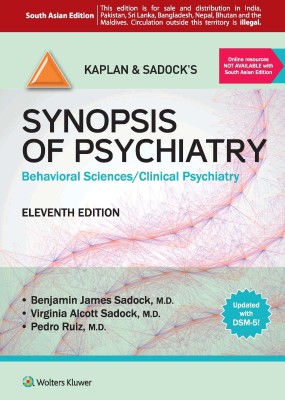 South Asian Edition
This edition is for sale and distribution in India,
Pakistan, Sri Lanka, Bangladesh, Nepal, Bhutan and the
Maldives. Circulation outside this territory is illegal.
Online resources
NOT AVAILABLE with
South Asian Edition
KAPLAN & SADOCK'S
SYNOPSIS
OF PSYCHIATRY
Behavioral Sciences/Clinical Psychiatry
ELEVENTH EDITION
• Benjamin James Sadock, M.D.
• Virginia Alcott Sadock, M.D.
• Pedro Ruiz, M.D.
Updated
with
DSM-5!
Wolters Kluwer